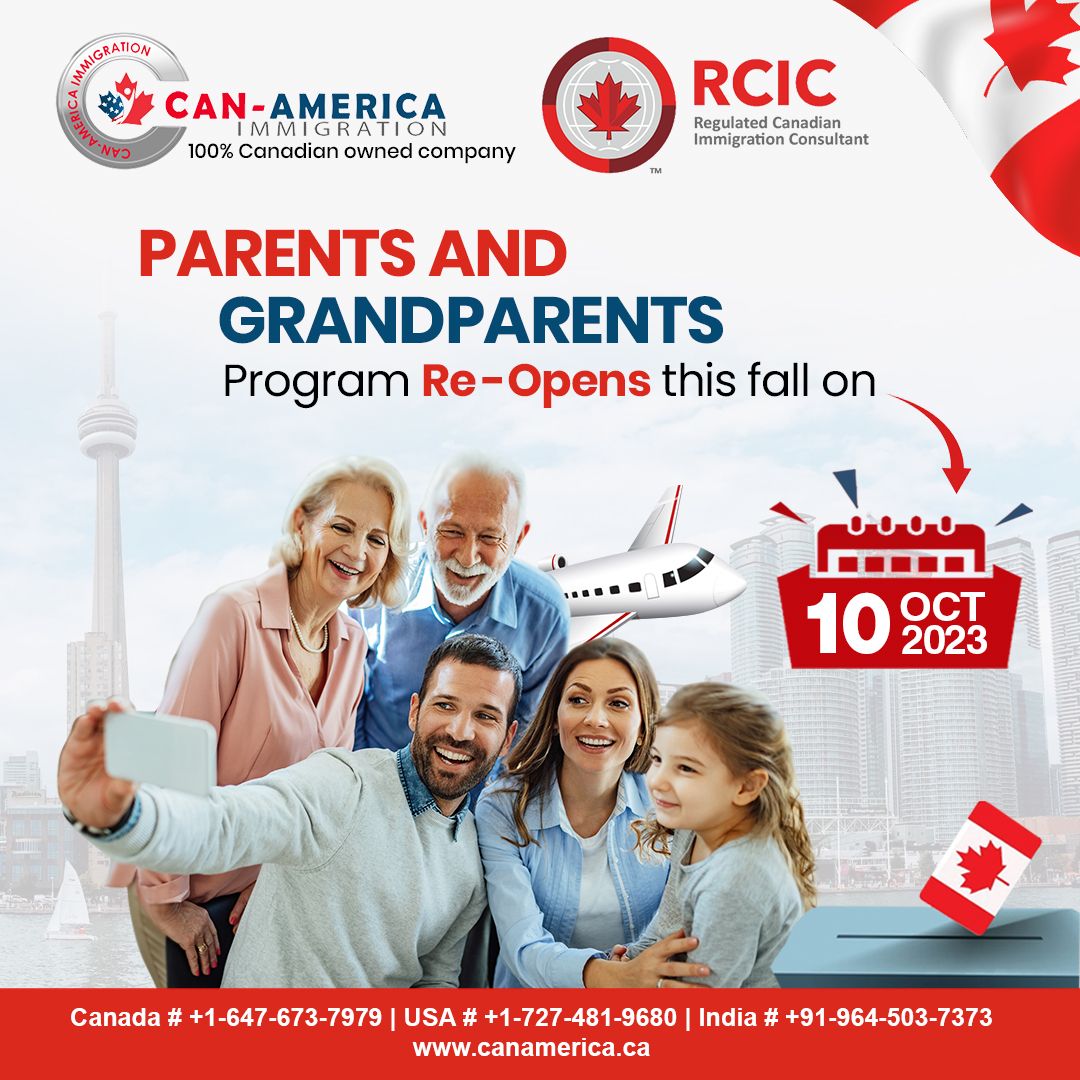 CAN-AMERICA IMMIGRATION
CAN-AMERICA
CAN-AMERICA
IMMIGRATION
100% Canadian owned company
RCIC
Regulated Canadian
Immigration Consultant
TM
PARENTS AND
GRANDPARENTS
Program Re-Opens this fall on
10 OCT
2023
Canada # +1-647-673-7979 | USA # +1-727-481-9680 | India # +91-964-503-7373
www.canamerica.ca